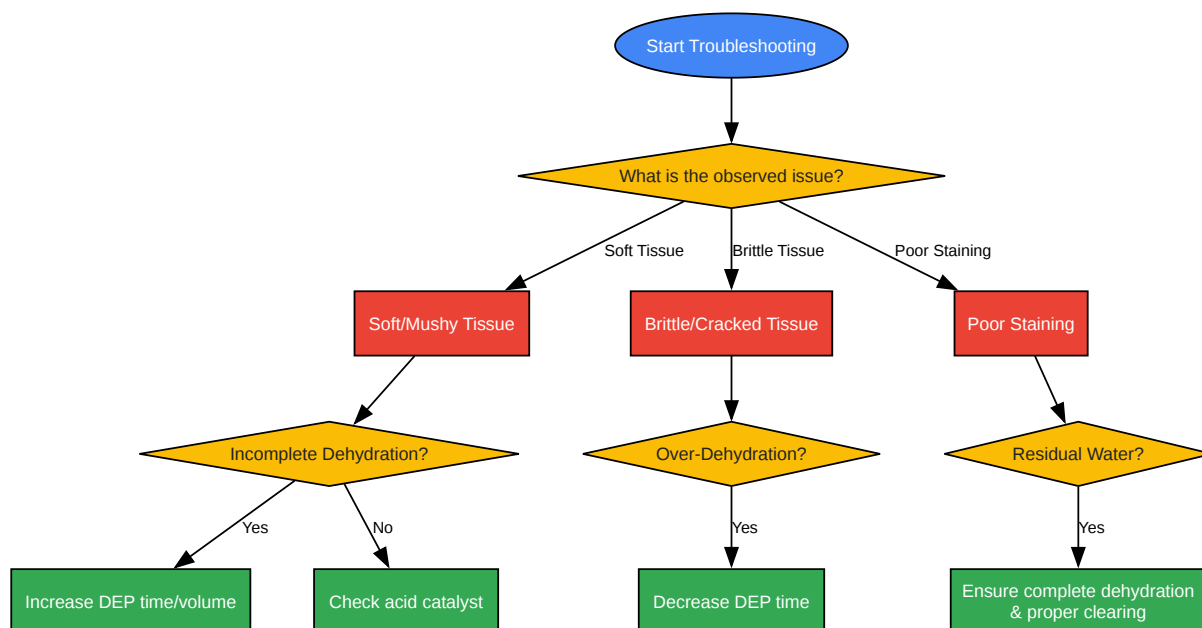 Start Troubleshooting
What is the observed issue?
Soft Tissue
Brittle Tissue
Poor Staining
Soft/Mushy Tissue
Brittle/Cracked Tissue
Poor Staining
Incomplete Dehydration?
Over-Dehydration?
Residual Water?
Yes
No
Yes
Yes
Increase DEP time/volume
Check acid catalyst
Decrease DEP time
Ensure complete dehydration
& proper clearing